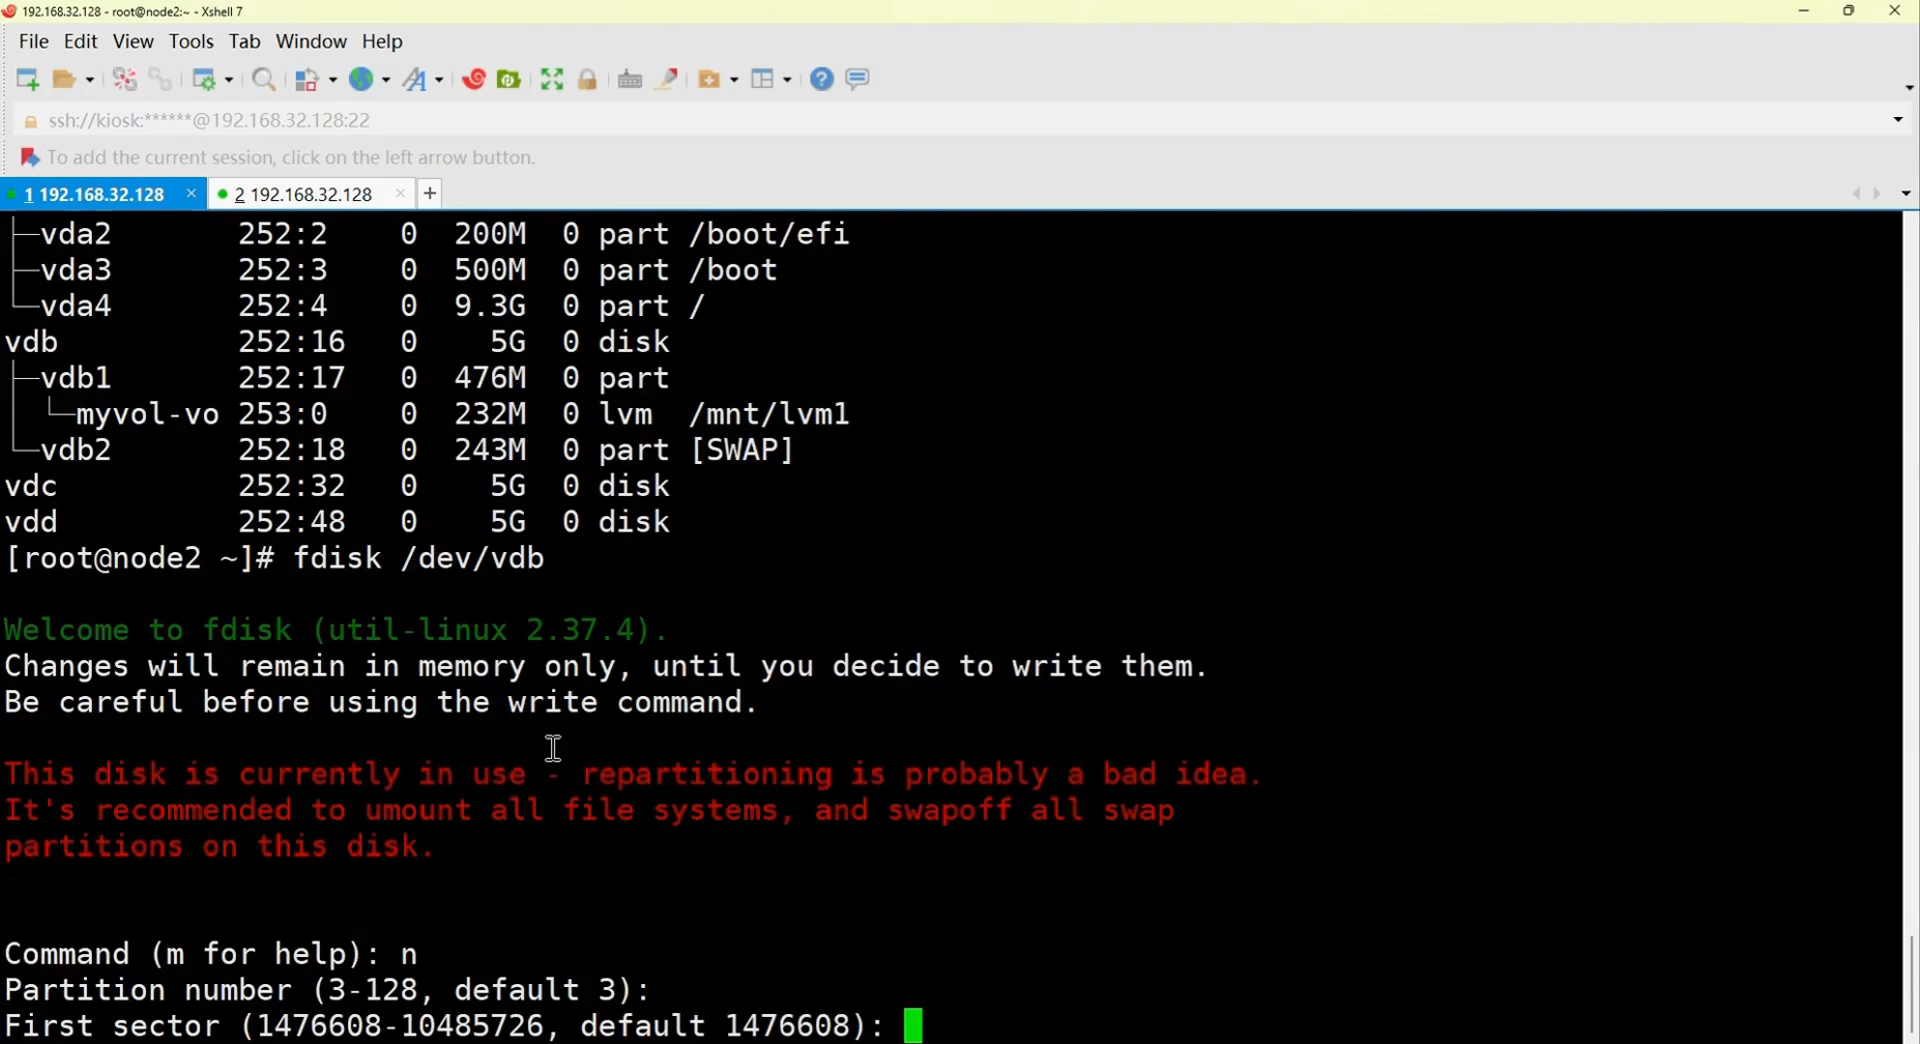 192.168.32.128 - root@node2:~ - Xshell 7
File Edit View Tools Tab Window Help
ssh://kiosk:******@192.168.32.128:22
To add the current session, click on the left arrow button.
1 192.168.32.128 × 2 192.168.32.128 × +
├─vda2 252:2 0 200M 0 part /boot/efi
├─vda3 252:3 0 500M 0 part /boot
└─vda4 252:4 0 9.3G 0 part /
vdb 252:16 0 5G 0 disk
├─vdb1 252:17 0 476M 0 part
│ └─myvol-vo 253:0 0 232M 0 lvm /mnt/lvm1
└─vdb2 252:18 0 243M 0 part [SWAP]
vdc 252:32 0 5G 0 disk
vdd 252:48 0 5G 0 disk
[root@node2 ~]# fdisk /dev/vdb
Welcome to fdisk (util-linux 2.37.4).
Changes will remain in memory only, until you decide to write them.
Be careful before using the write command.
This disk is currently in use - repartitioning is probably a bad idea.
It's recommended to umount all file systems, and swapoff all swap
partitions on this disk.
Command (m for help): n
Partition number (3-128, default 3):
First sector (1476608-10485726, default 1476608):